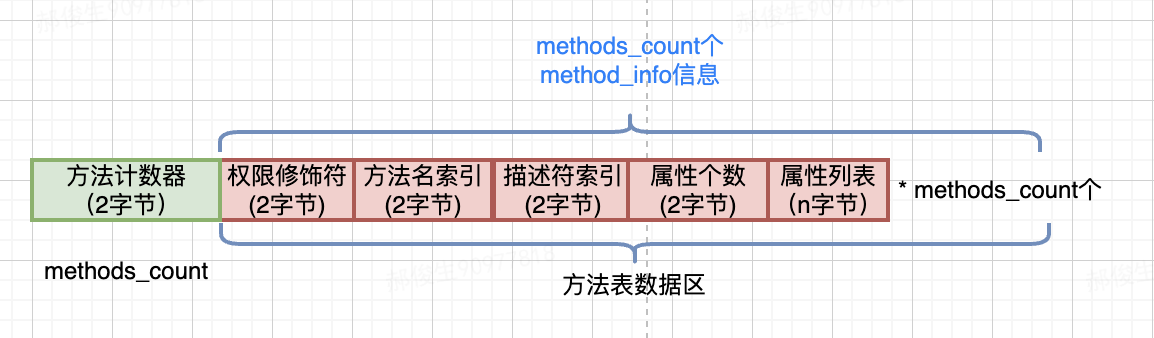 methods_count个
method_info信息
方法计数器
（2字节）
权限修饰符
(2字节)
方法名索引
(2字节)
描述符索引
(2字节)
属性个数
(2字节)
属性列表
（n字节）
* methods_count个
methods_count
方法表数据区